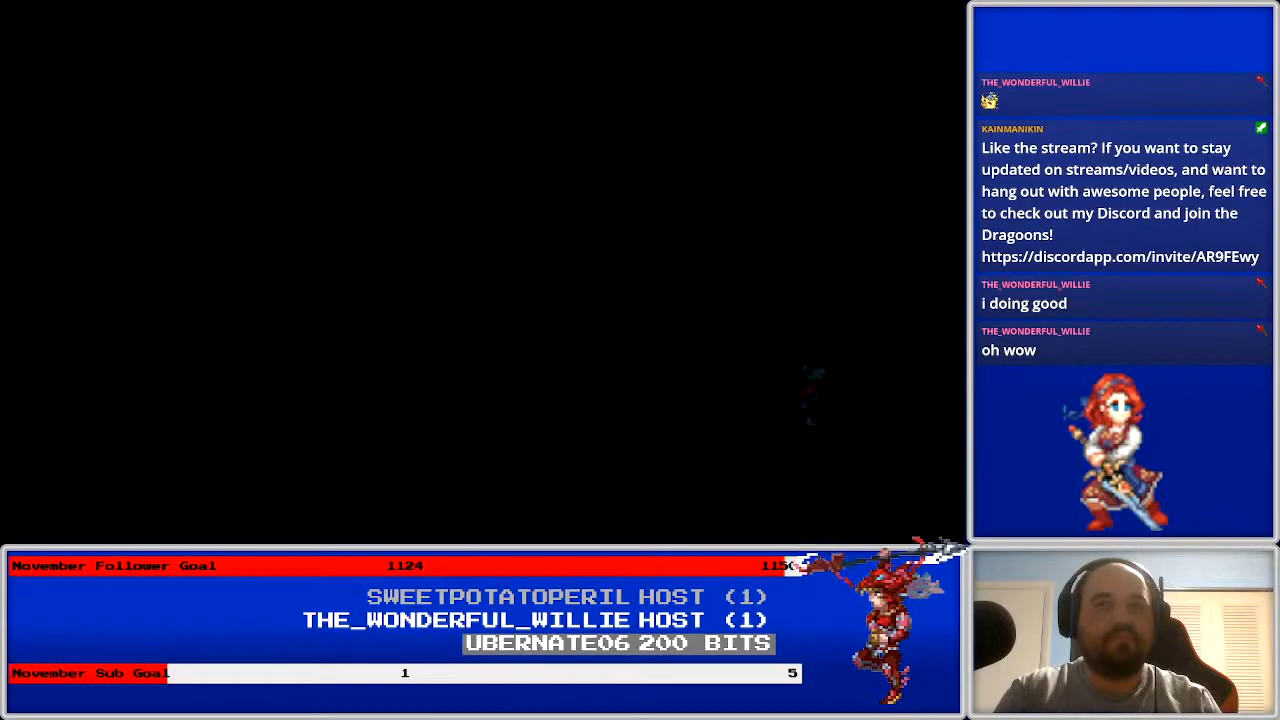 THE_WONDERFUL_WILLIE
KAINMANIKIN
Like the stream? If you want to stay
updated on streams/videos, and want to
hang out with awesome people, feel free
to check out my Discord and join the
Dragoons!
https://discordapp.com/invite/AR9FEwy
THE_WONDERFUL_WILLIE
i doing good
THE_WONDERFUL_WILLIE
oh wow
November Follower Goal 1124 1150
SWEETPOTATOPERIL HOST (1)
THE_WONDERFUL_WILLIE HOST (1)
UBERNATE06 200 BITS
November Sub Goal 1 5